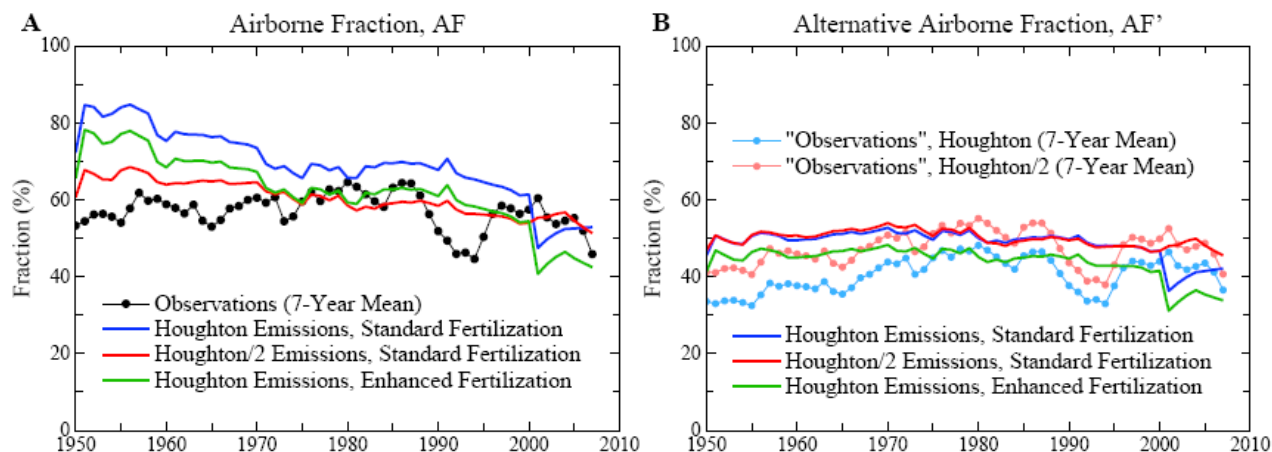 A
Airborne Fraction, AF
100
80
60
40
20
0
Fraction (%)
Observations (7-Year Mean)
Houghton Emissions, Standard Fertilization
Houghton/2 Emissions, Standard Fertilization
Houghton Emissions, Enhanced Fertilization
1950 1960 1970 1980 1990 2000 2010
B
Alternative Airborne Fraction, AF’
100
80
60
40
20
0
Fraction (%)
"Observations", Houghton (7-Year Mean)
"Observations", Houghton/2 (7-Year Mean)
Houghton Emissions, Standard Fertilization
Houghton/2 Emissions, Standard Fertilization
Houghton Emissions, Enhanced Fertilization
1950 1960 1970 1980 1990 2000 2010